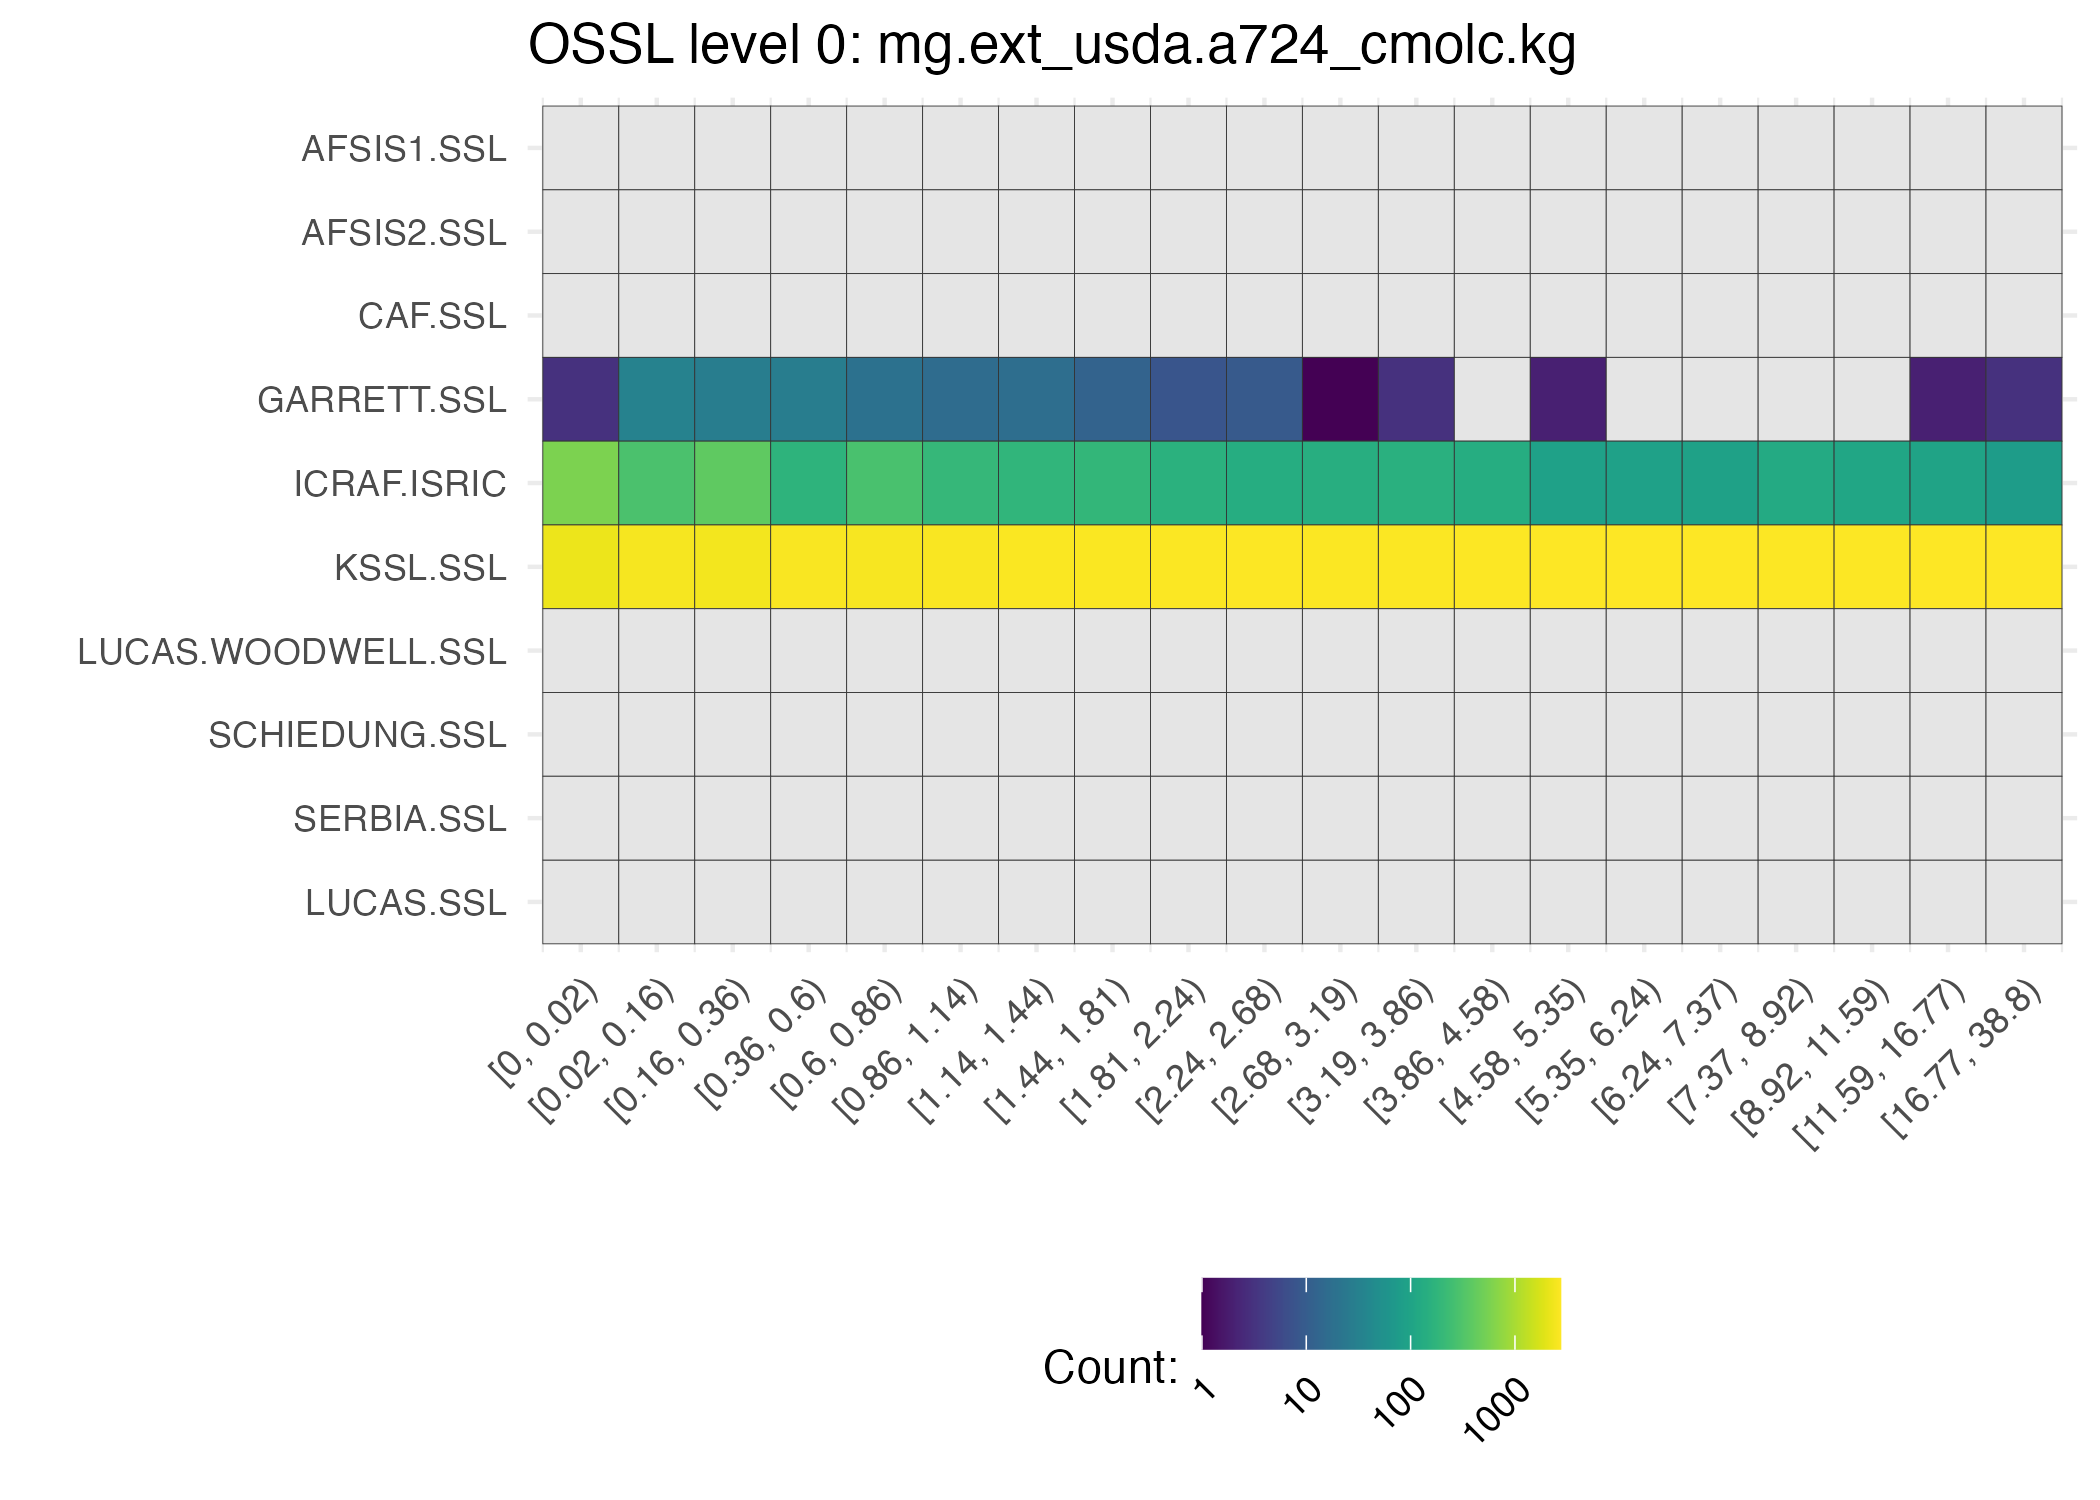 OSSL level 0: mg.ext_usda.a724_cmolc.kg
AFSIS1.SSL
AFSIS2.SSL
CAF.SSL
GARRETT.SSL
ICRAF.ISRIC
KSSL.SSL
LUCAS.WOODWELL.SSL
SCHIEDUNG.SSL
SERBIA.SSL
LUCAS.SSL
[0, 0.02)
[0.02, 0.16)
[0.16, 0.36)
[0.36, 0.6)
[0.6, 0.86)
[0.86, 1.14)
[1.14, 1.44)
[1.44, 1.81)
[1.81, 2.24)
[2.24, 2.68)
[2.68, 3.19)
[3.19, 3.86)
[3.86, 4.58)
[4.58, 5.35)
[5.35, 6.24)
[6.24, 7.37)
[7.37, 8.92)
[8.92, 11.59)
[11.59, 16.77)
[16.77, 38.8)
Count:
1
10
100
1000